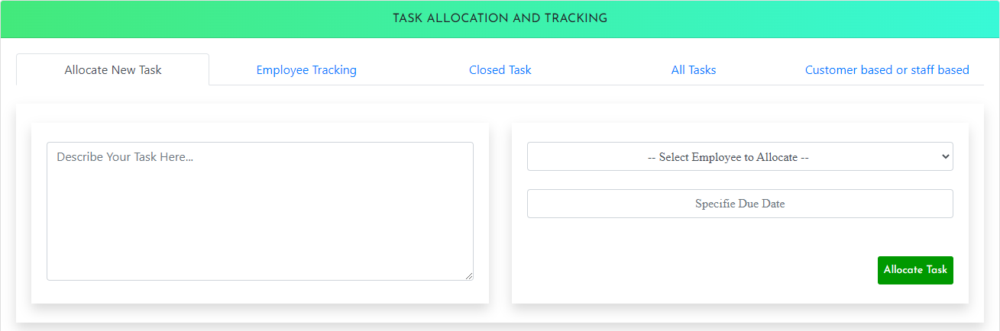 TASK ALLOCATION AND TRACKING
Allocate New Task
Employee Tracking
Closed Task
All Tasks
Customer based or staff based
Describe Your Task Here...
-- Select Employee to Allocate --
Specifie Due Date
Allocate Task